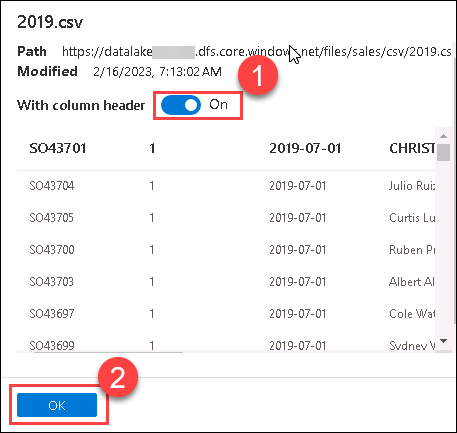 2019.csv
Path https://datalake .dfs.core.window .net/files/sales/csv/2019.cs
Modified 2/16/2023, 7:13:02 AM
1
With column header On
SO43701 1 2019-07-01 CHRIST
SO43704 1 2019-07-01 Julio Ruiz
SO43705 1 2019-07-01 Curtis Lu
SO43700 1 2019-07-01 Ruben Pr
SO43703 1 2019-07-01 Albert Al
SO43697 1 2019-07-01 Cole Wat
SO43699 1 2019-07-01 Sydney V
2
OK